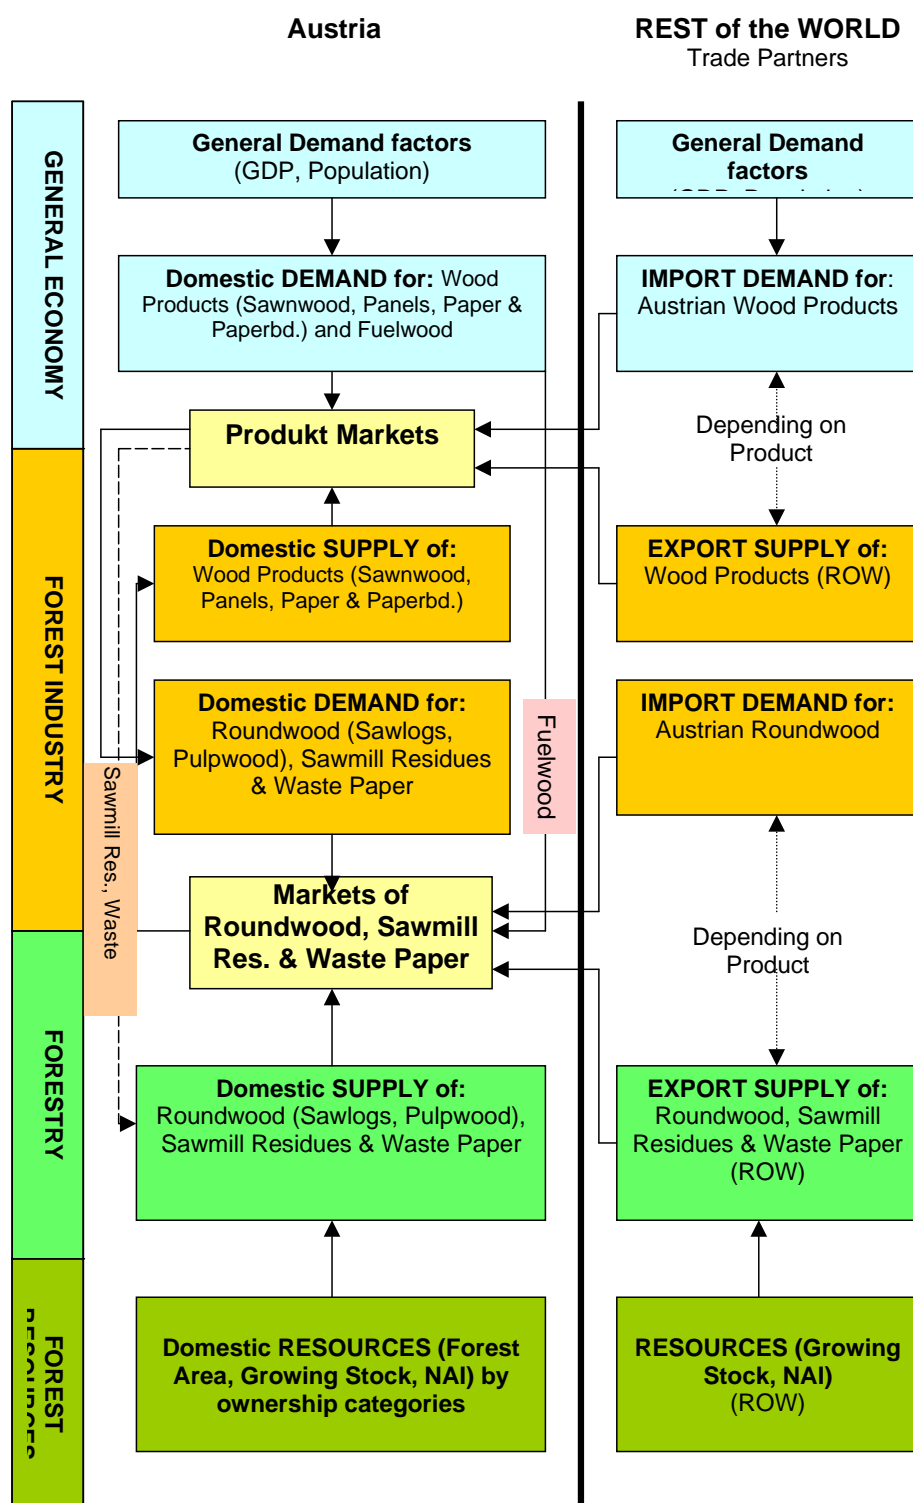 Austria
REST of the WORLD
Trade Partners
GENERAL ECONOMY
General Demand factors
(GDP, Population)
General Demand
factors
Domestic DEMAND for: Wood
Products (Sawnwood, Panels, Paper &
Paperbd.) and Fuelwood
IMPORT DEMAND for:
Austrian Wood Products
Produkt Markets
Depending on
Product
FOREST INDUSTRY
Domestic SUPPLY of:
Wood Products (Sawnwood,
Panels, Paper & Paperbd.)
EXPORT SUPPLY of:
Wood Products (ROW)
Domestic DEMAND for:
Roundwood (Sawlogs,
Pulpwood), Sawmill Residues
& Waste Paper
Fuelwood
IMPORT DEMAND for:
Austrian Roundwood
Sawmill Res., Waste
Markets of
Roundwood, Sawmill
Res. & Waste Paper
Depending on
Product
FORESTRY
Domestic SUPPLY of:
Roundwood (Sawlogs, Pulpwood),
Sawmill Residues & Waste Paper
EXPORT SUPPLY of:
Roundwood, Sawmill
Residues & Waste Paper
(ROW)
FOREST
Domestic RESOURCES (Forest
Area, Growing Stock, NAI) by
ownership categories
RESOURCES (Growing
Stock, NAI)
(ROW)